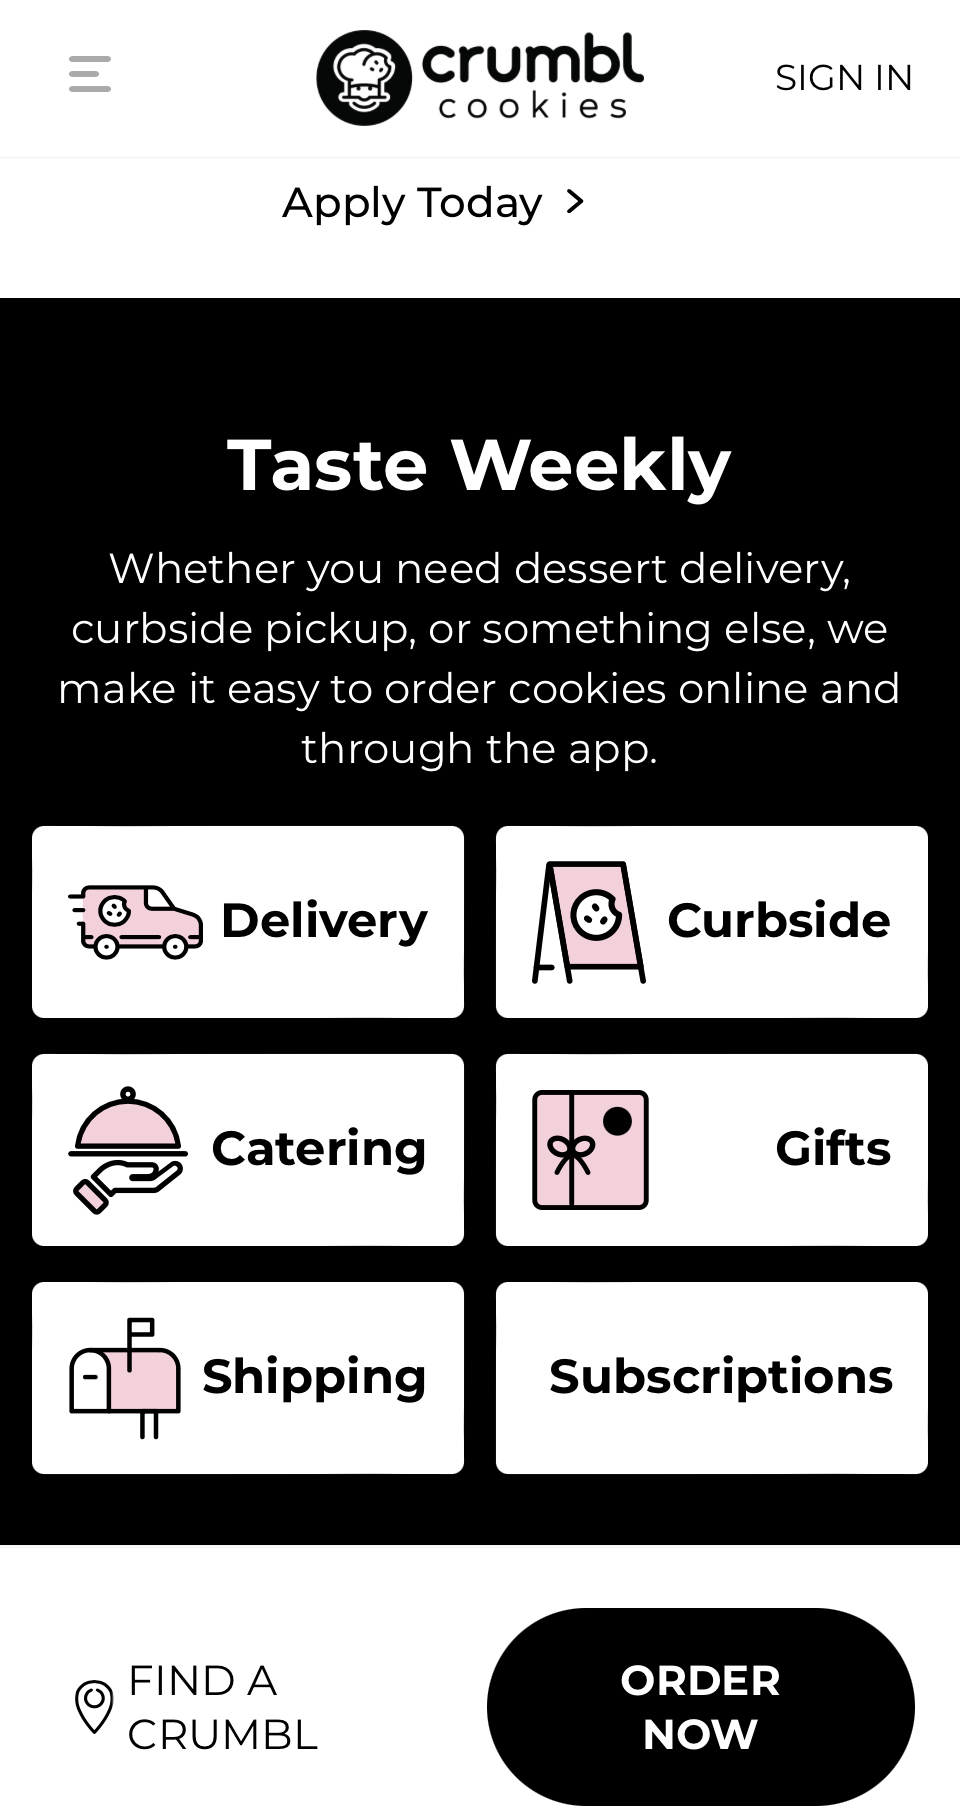 crumbl
cookies
SIGN IN
Apply Today
Taste Weekly
Whether you need dessert delivery,
curbside pickup, or something else, we
make it easy to order cookies online and
through the app.
Delivery
Curbside
Catering
Gifts
Shipping
Subscriptions
FIND A
CRUMBL
ORDER
NOW